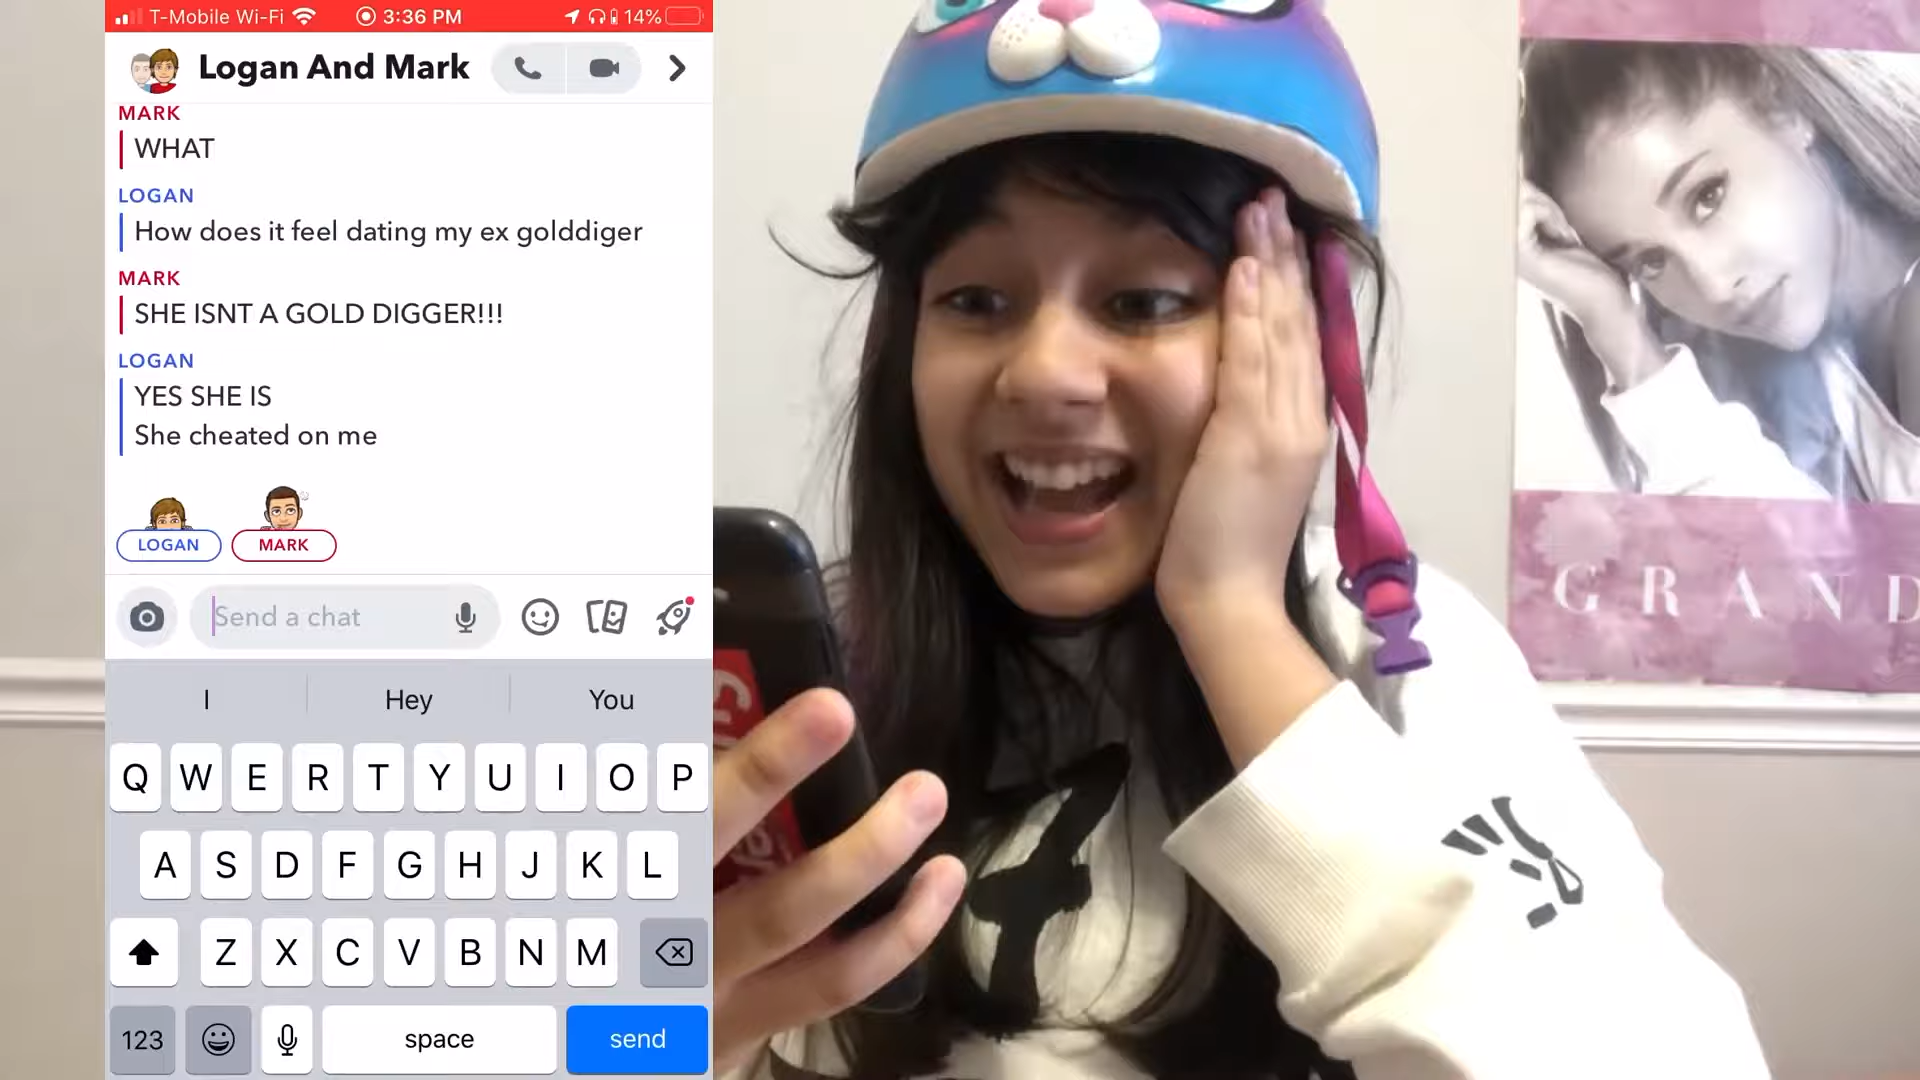 T-Mobile Wi-Fi 3:36 PM 14%
Logan And Mark
MARK
WHAT
LOGAN
How does it feel dating my ex golddiger
MARK
SHE ISNT A GOLD DIGGER!!!
LOGAN
YES SHE IS
She cheated on me
LOGAN MARK
Send a chat
I Hey You
Q W E R T Y U I O P
A S D F G H J K L
Z X C V B N M
123 space send
GRAND